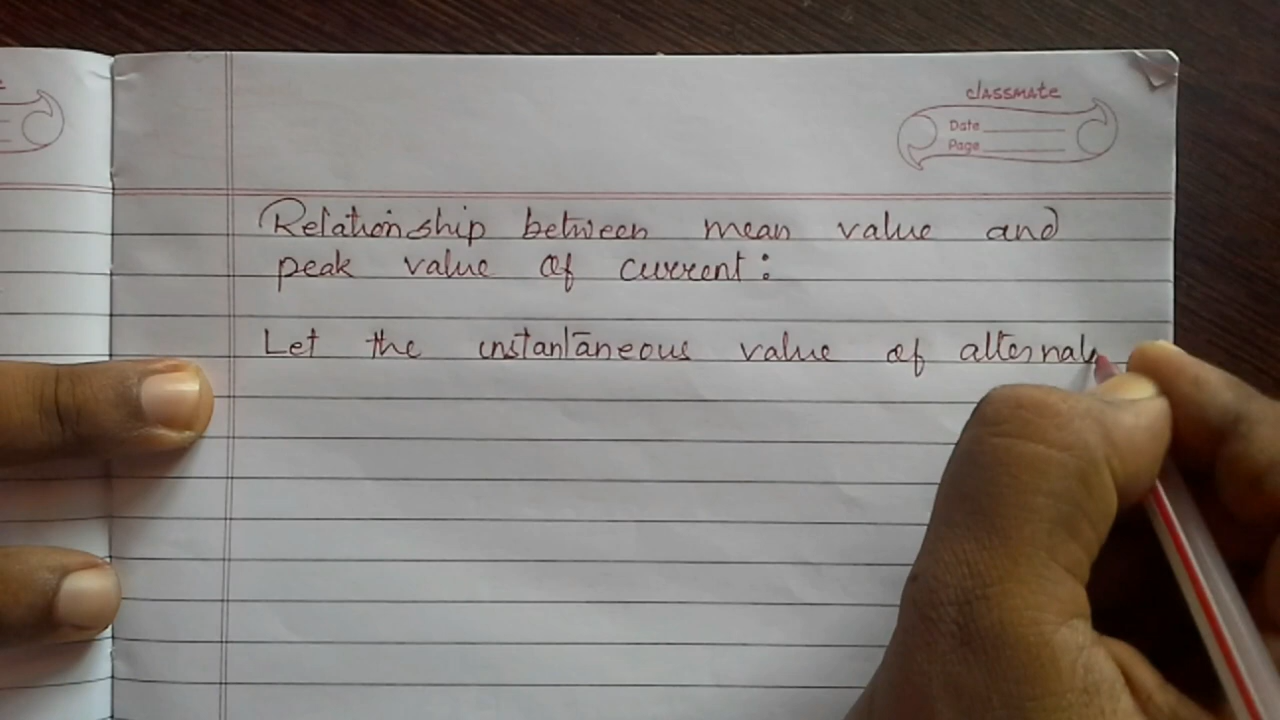 classmate
Date
Page
Relationship between mean value and
peak value of current:
Let the instantaneous value of alternat